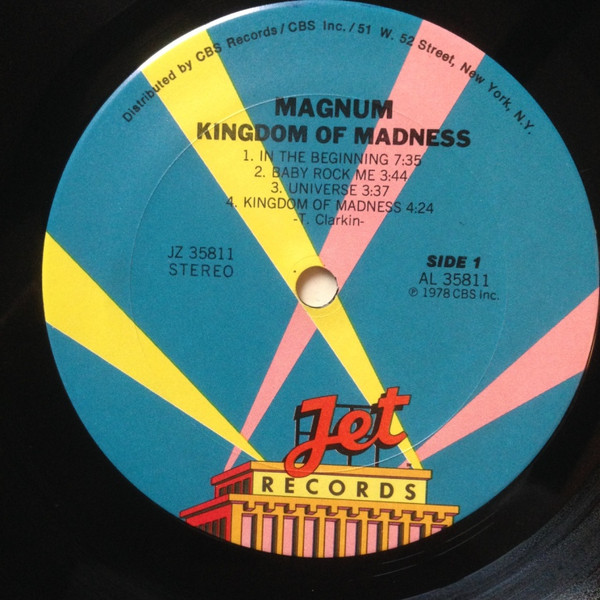 Distributed by CBS Records/CBS Inc./51 W. 52 Street, New York, N.Y.
MAGNUM
KINGDOM OF MADNESS
1. IN THE BEGINNING 7:35
2. BABY ROCK ME 3:44
3. UNIVERSE 3:37
4. KINGDOM OF MADNESS 4:24
-T. Clarkin-
JZ 35811
STEREO
SIDE 1
AL 35811
℗ 1978 CBS Inc.
Jet
RECORDS